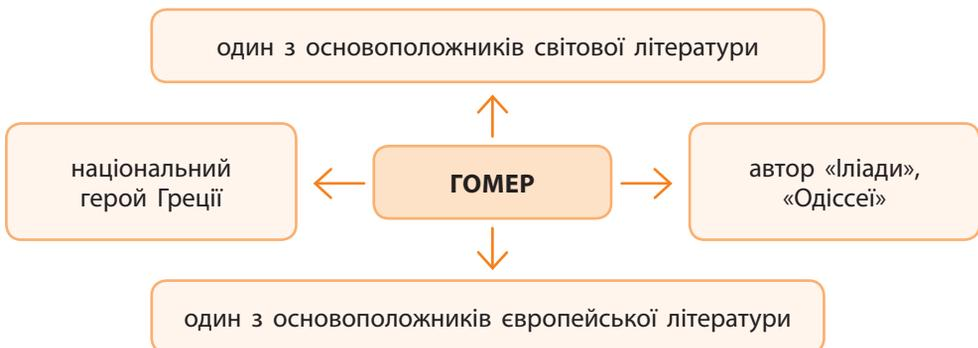 один з основоположників світової літератури
національний
герой Греції
ГОМЕР
автор «Іліади»,
«Одіссеї»
один з основоположників європейської літератури